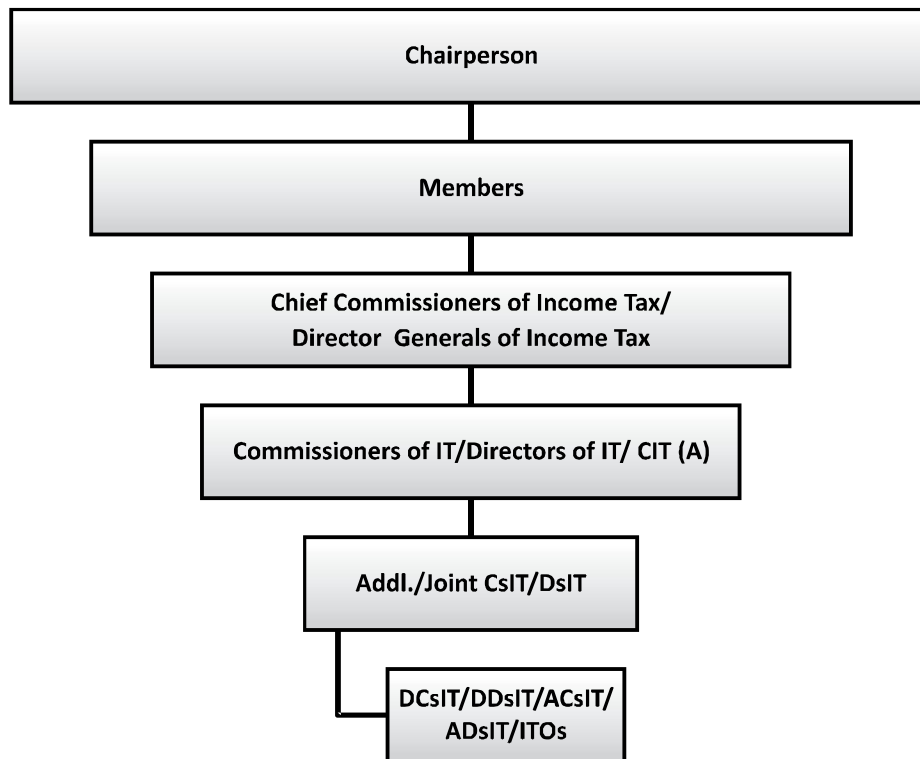 Chairperson
Members
Chief Commissioners of Income Tax/
Director Generals of Income Tax
Commissioners of IT/Directors of IT/ CIT (A)
Addl./Joint CsIT/DsIT
DCsIT/DDsIT/ACsIT/
ADsIT/ITOs